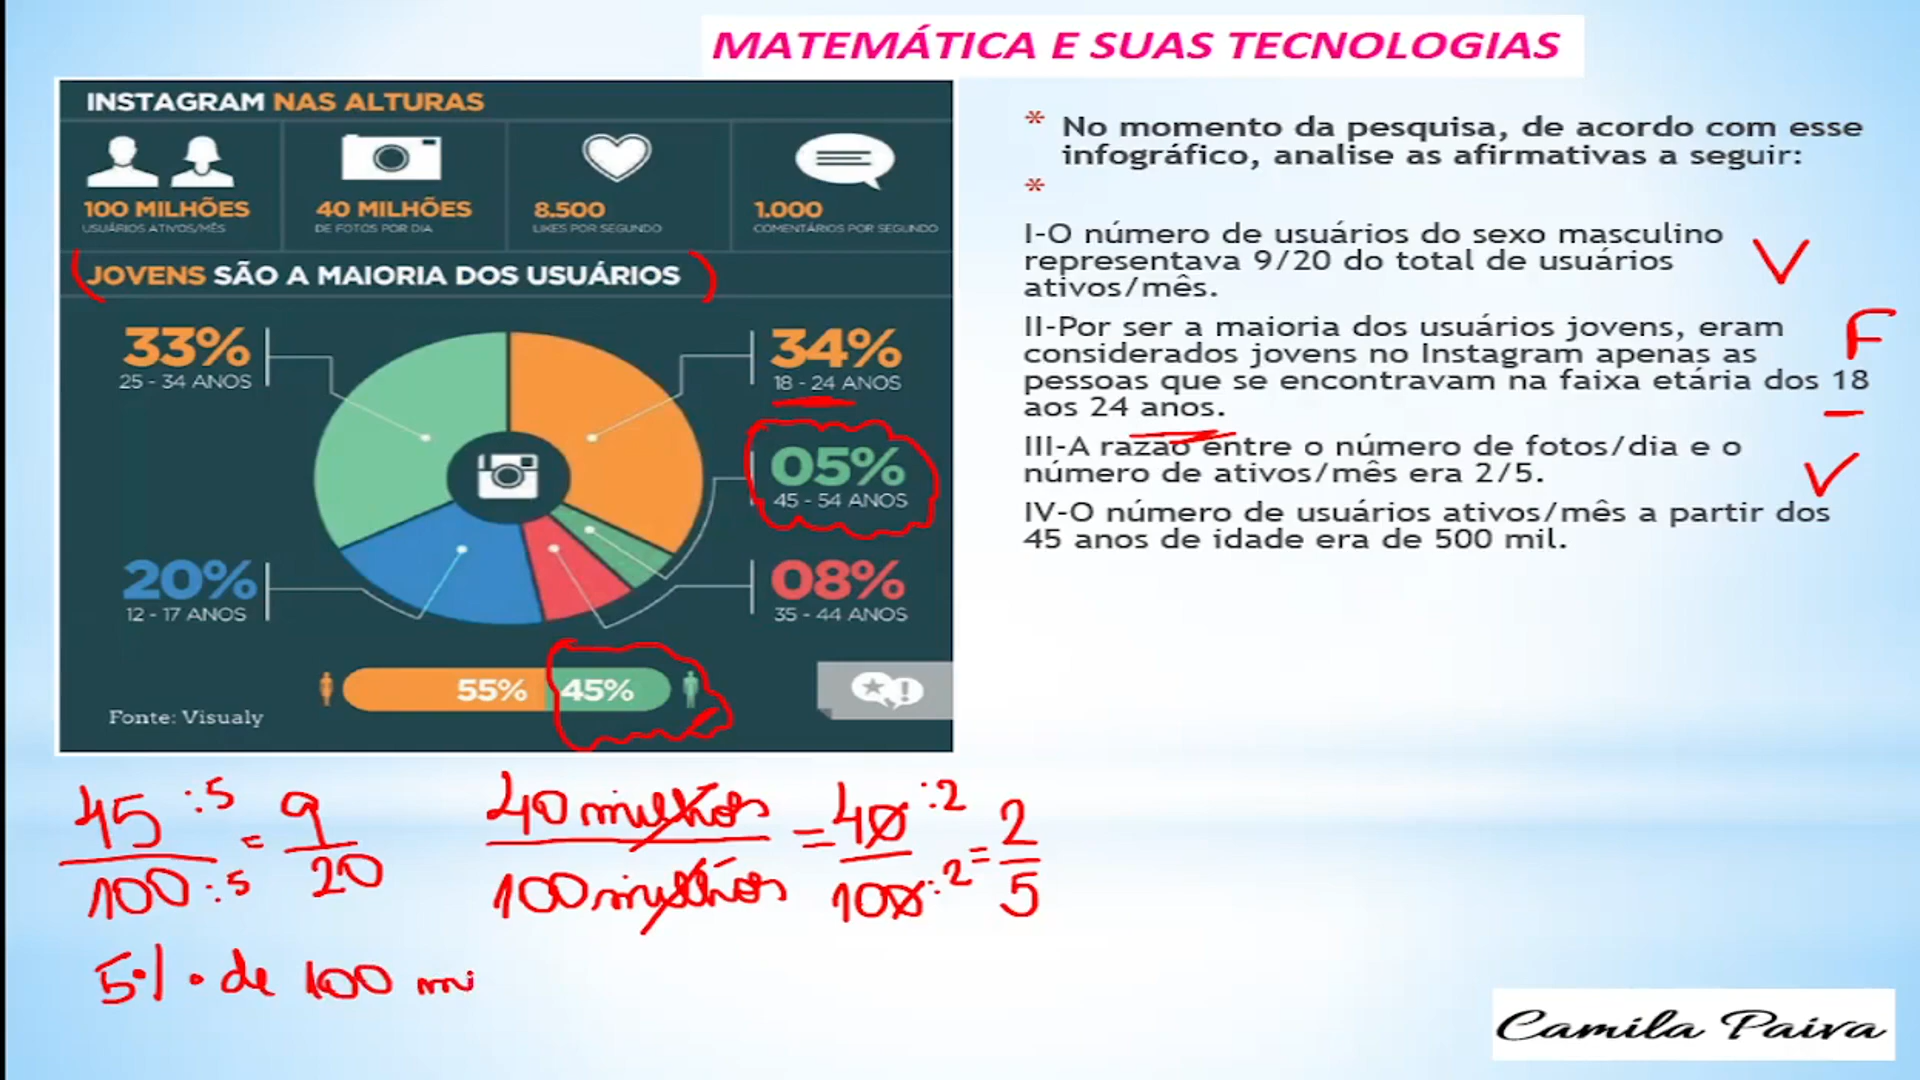 MATEMÁTICA E SUAS TECNOLOGIAS
INSTAGRAM NAS ALTURAS
100 MILHÕES
USUÁRIOS ATIVOS/MÊS
40 MILHÕES
DE FOTOS POR DIA
8.500
LIKES POR SEGUNDO
1.000
COMENTÁRIOS POR SEGUNDO
(JOVENS SÃO A MAIORIA DOS USUÁRIOS)
33%
25 - 34 ANOS
34%
18 - 24 ANOS
05%
45 - 54 ANOS
20%
12 - 17 ANOS
08%
35 - 44 ANOS
55% 45%
Fonte: Visualy
* No momento da pesquisa, de acordo com esse
infográfico, analise as afirmativas a seguir:
*
I-O número de usuários do sexo masculino
representava 9/20 do total de usuários
ativos/mês.
V
II-Por ser a maioria dos usuários jovens, eram
considerados jovens no Instagram apenas as
pessoas que se encontravam na faixa etária dos 18
aos 24 anos.
F
III-A razão entre o número de fotos/dia e o
número de ativos/mês era 2/5.
V
IV-O número de usuários ativos/mês a partir dos
45 anos de idade era de 500 mil.
45 :5 = 9
100 :5 20
40 milhões = 40 :2 = 2
100 milhões 100 :2 5
5% de 100 mi
Camila Paiva